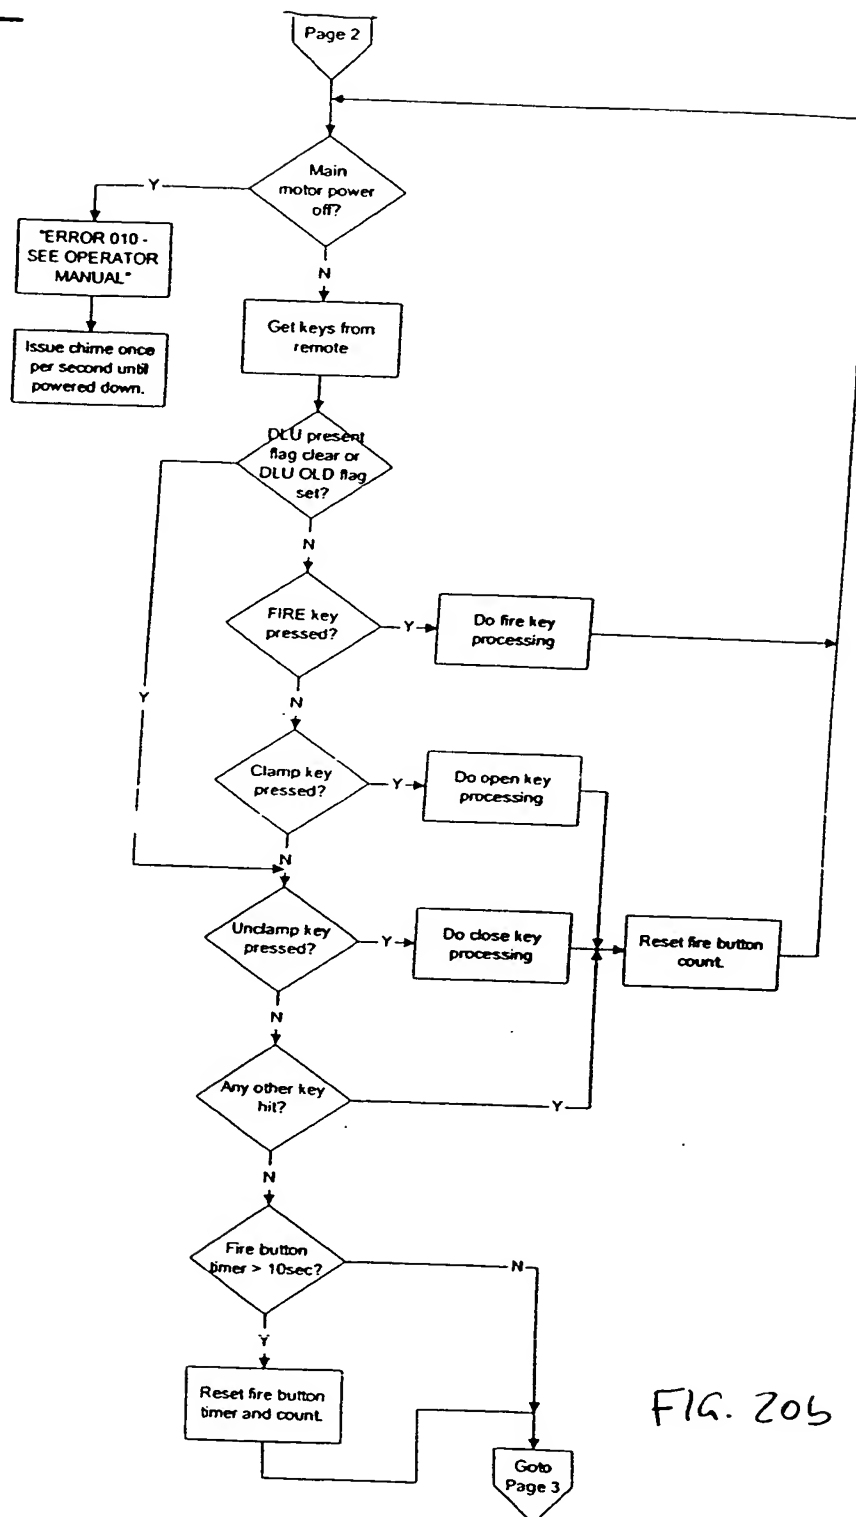 Page 2
Main
motor power
off?
Y
"ERROR 010 -
SEE OPERATOR
MANUAL"
N
Issue chime once
per second until
powered down.
Get keys from
remote
DLU present
flag clear or
DLU OLD flag
set?
N
Y
FIRE key
pressed?
Y
Do fire key
processing
N
Clamp key
pressed?
Y
Do open key
processing
N
Unclamp key
pressed?
Y
Do close key
processing
Reset fire button
count.
N
Any other key
hit?
Y
N
Fire button
timer > 10sec?
N
Y
Reset fire button
timer and count.
Goto
Page 3
FIG. 20b